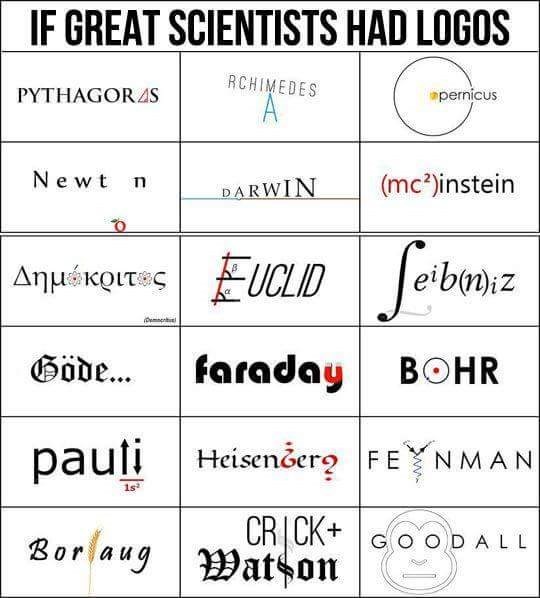 IF GREAT SCIENTISTS HAD LOGOS
PYTHAGORAS
RCHIMEDES
A
pernicus
Newt n
o
DARWIN
(mc²)instein
Δημόκριτος
(Democritus)
EUCLID
β
α
∫eib(n)iz
Göde...
faraday
BOHR
pauli
1s²
Heisenberg
FEYNMAN
Borlaug
CRICK+
Watson
GOODALL